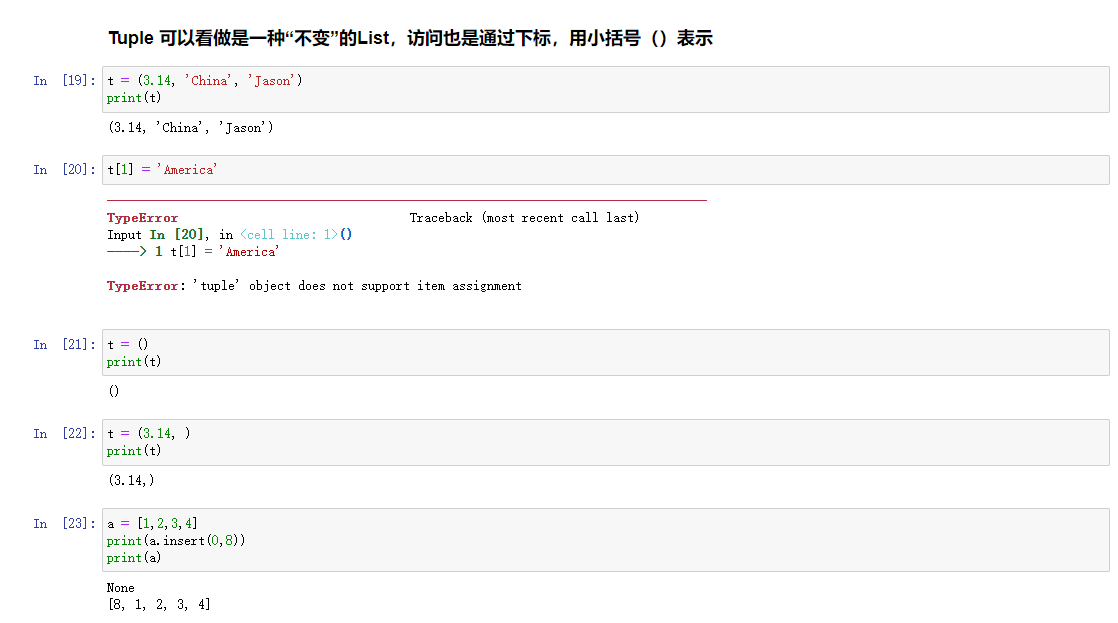 Tuple 可以看做是一种“不变”的List，访问也是通过下标，用小括号（）表示
In [19]: t = (3.14, 'China', 'Jason')
print(t)
(3.14, 'China', 'Jason')
In [20]: t[1] = 'America'
TypeError Traceback (most recent call last)
Input In [20], in <cell line: 1>()
----> 1 t[1] = 'America'
TypeError: 'tuple' object does not support item assignment
In [21]: t = ()
print(t)
()
In [22]: t = (3.14, )
print(t)
(3.14,)
In [23]: a = [1,2,3,4]
print(a.insert(0,8))
print(a)
None
[8, 1, 2, 3, 4]